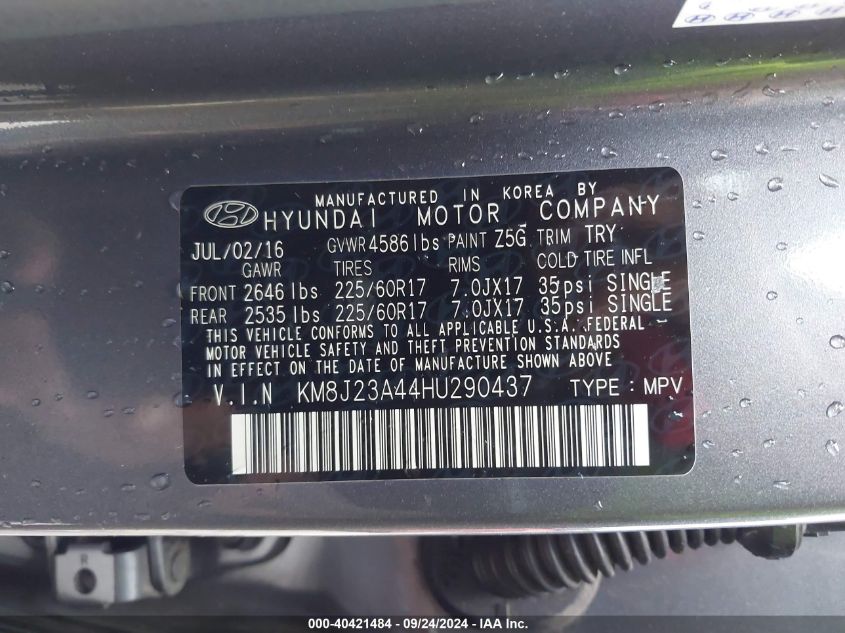 MANUFACTURED IN KOREA BY
HYUNDAI MOTOR COMPANY
JUL/02/16 GVWR 4586 lbs PAINT Z5G TRIM TRY
GAWR TIRES RIMS COLD TIRE INFL
FRONT 2646 lbs 225/60R17 7.0JX17 35psi SINGLE
REAR 2535 lbs 225/60R17 7.0JX17 35psi SINGLE
THIS VEHICLE CONFORMS TO ALL APPLICABLE U.S.A. FEDERAL
MOTOR VEHICLE SAFETY AND THEFT PREVENTION STANDARDS
IN EFFECT ON THE DATE OF MANUFACTURE SHOWN ABOVE
V.I.N KM8J23A44HU290437 TYPE : MPV
R
000-40421484 - 09/24/2024 - IAA Inc.